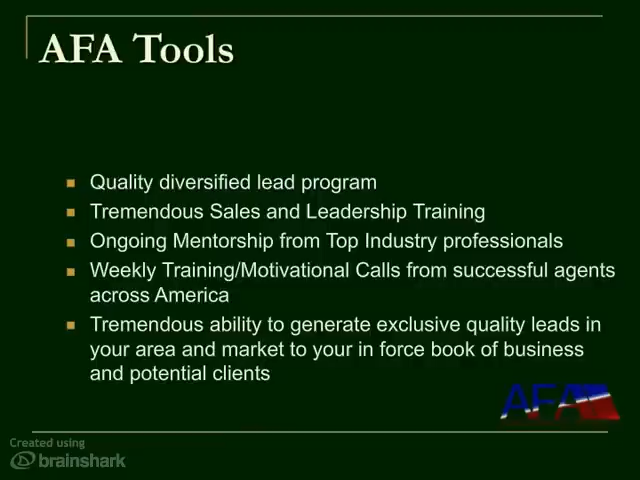 AFA Tools
Quality diversified lead program
Tremendous Sales and Leadership Training
Ongoing Mentorship from Top Industry professionals
Weekly Training/Motivational Calls from successful agents
across America
Tremendous ability to generate exclusive quality leads in
your area and market to your in force book of business
and potential clients
AFA
Created using
brainshark